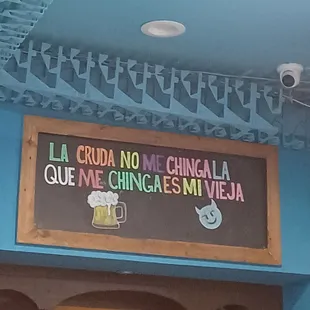 LA CRUDA NO ME CHINGA LA
QUE ME CHINGA ES MI VIEJA